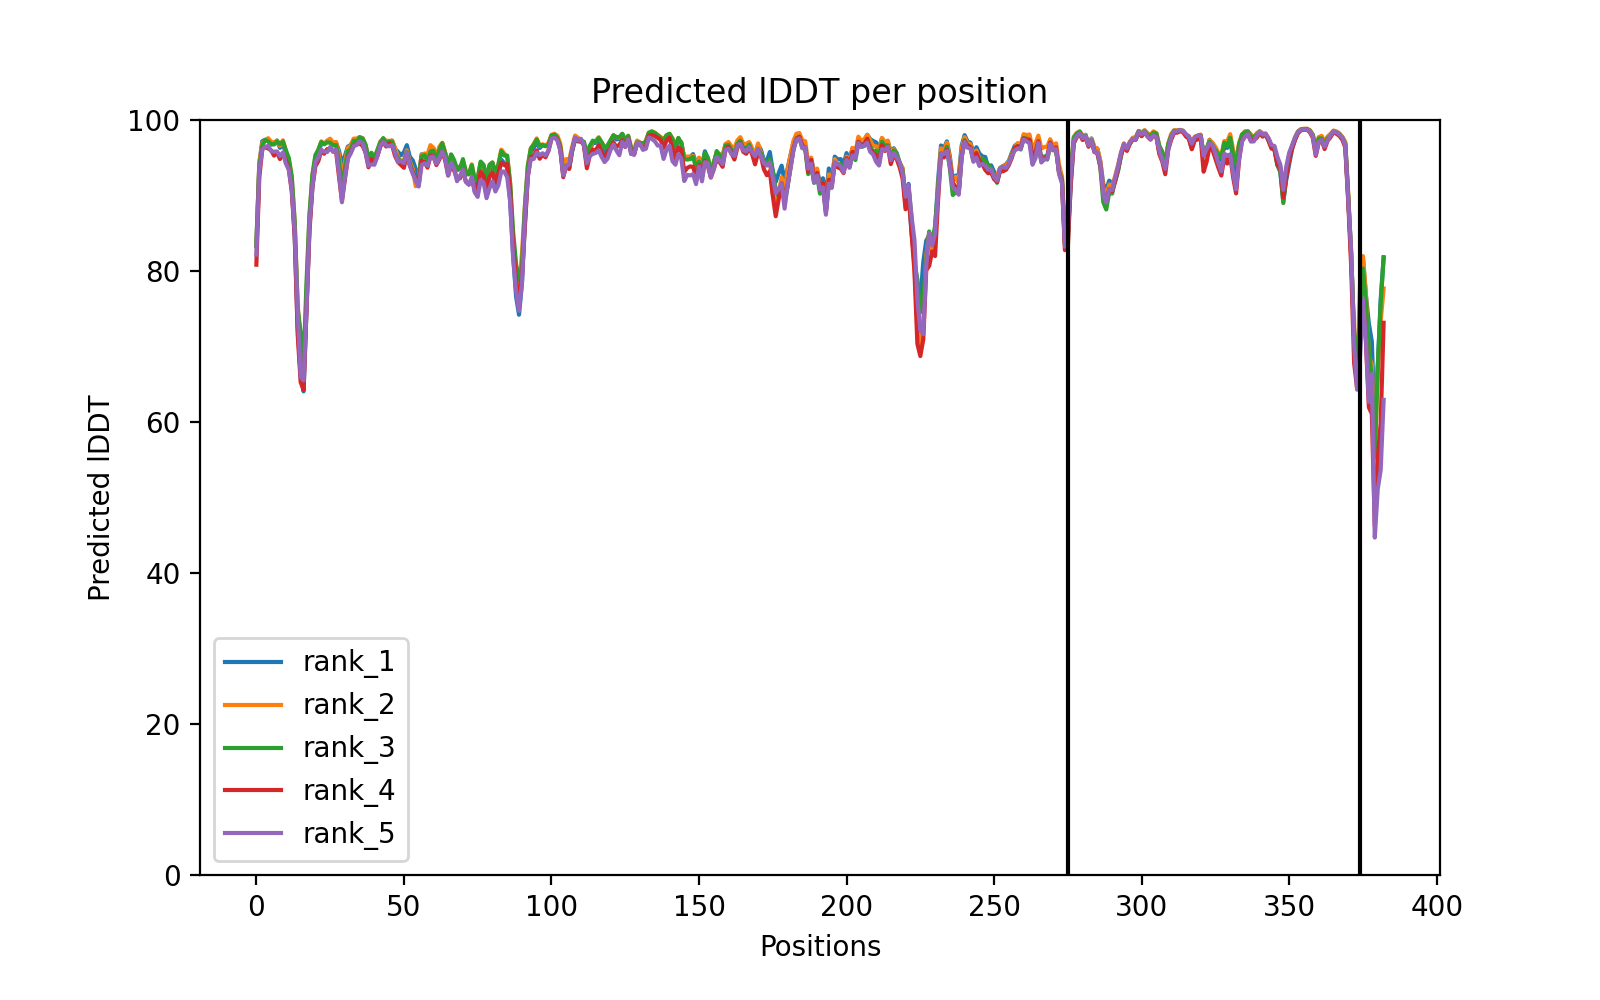 Predicted lDDT per position
100
80
60
40
20
0
Predicted lDDT
rank_1
rank_2
rank_3
rank_4
rank_5
0 50 100 150 200 250 300 350 400
Positions